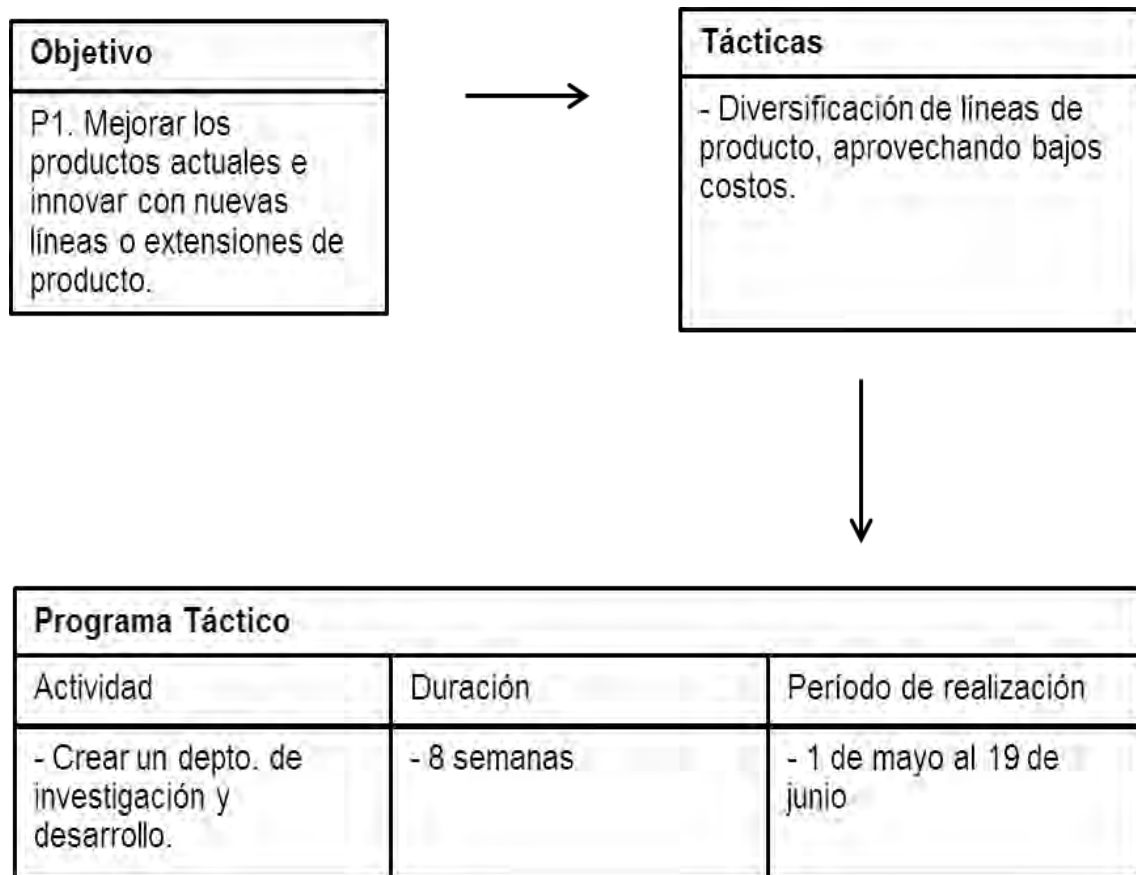 Objetivo
P1. Mejorar los
productos actuales e
innovar con nuevas
líneas o extensiones de
producto.
Tácticas
- Diversificación de líneas de
producto, aprovechando bajos
costos.
Programa Táctico
Actividad
Duración
Período de realización
- Crear un depto. de
investigación y
desarrollo.
- 8 semanas
- 1 de mayo al 19 de
junio